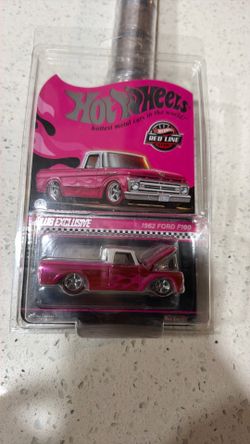 Hot Wheels
hottest metal cars in the world!
RED LINE
CLUB EXCLUSIVE
1962 FORD F100